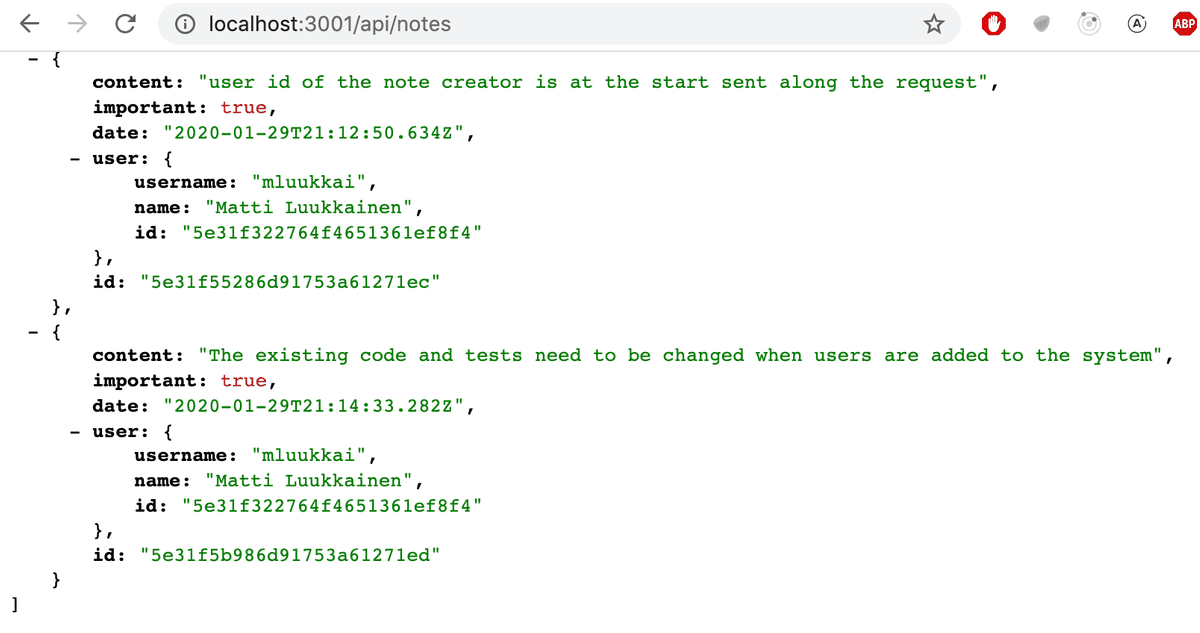 localhost:3001/api/notes
A
ABP
- {
content: "user id of the note creator is at the start sent along the request",
important: true,
date: "2020-01-29T21:12:50.634Z",
- user: {
username: "mluukkai",
name: "Matti Luukkainen",
id: "5e31f322764f4651361ef8f4"
},
id: "5e31f55286d91753a61271ec"
},
- {
content: "The existing code and tests need to be changed when users are added to the system",
important: true,
date: "2020-01-29T21:14:33.282Z",
- user: {
username: "mluukkai",
name: "Matti Luukkainen",
id: "5e31f322764f4651361ef8f4"
},
id: "5e31f5b986d91753a61271ed"
}
]